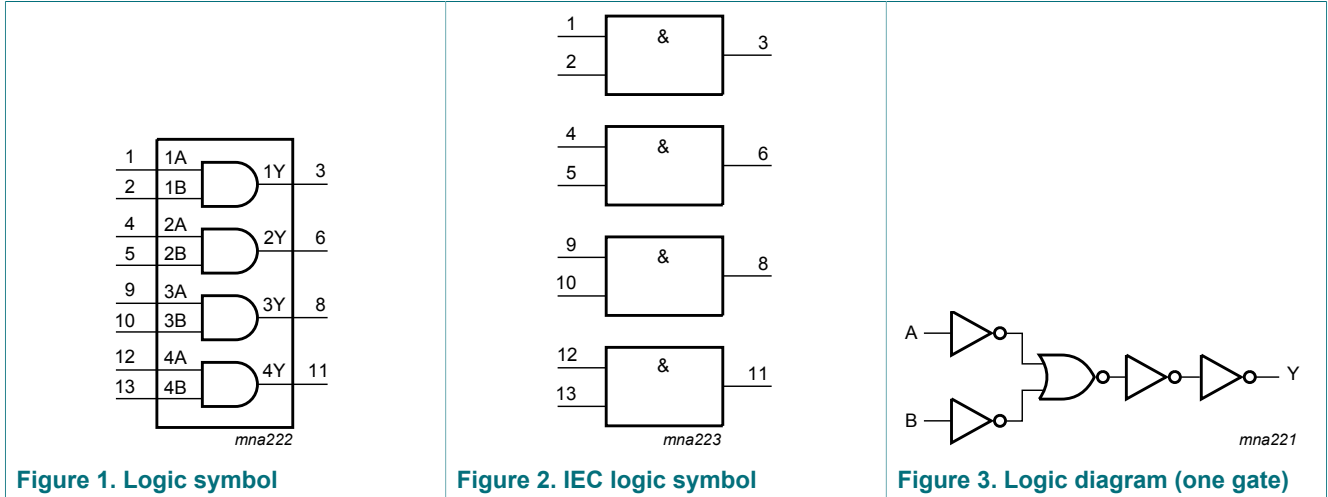 1 1A 1Y 3
2 1B
4 2A 2Y 6
5 2B
9 3A 3Y 8
10 3B
12 4A 4Y 11
13 4B
mna222
Figure 1. Logic symbol
1 & 3
2
4 & 6
5
9 & 8
10
12 & 11
13
mna223
Figure 2. IEC logic symbol
A
Y
B
mna221
Figure 3. Logic diagram (one gate)